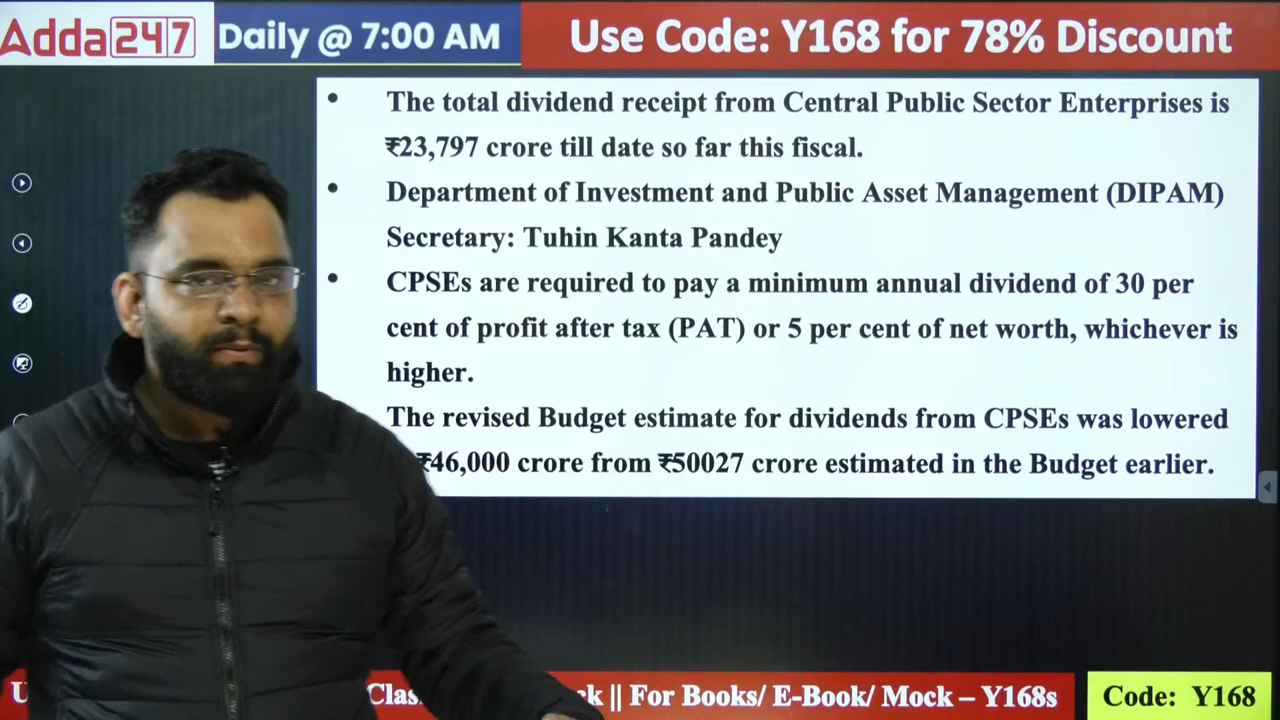 Adda247
Daily @ 7:00 AM
Use Code: Y168 for 78% Discount
• The total dividend receipt from Central Public Sector Enterprises is
₹23,797 crore till date so far this fiscal.
• Department of Investment and Public Asset Management (DIPAM)
Secretary: Tuhin Kanta Pandey
• CPSEs are required to pay a minimum annual dividend of 30 per
cent of profit after tax (PAT) or 5 per cent of net worth, whichever is
higher.
The revised Budget estimate for dividends from CPSEs was lowered
₹46,000 crore from ₹50027 crore estimated in the Budget earlier.
|| For Books/ E-Book/ Mock – Y168s
Code: Y168